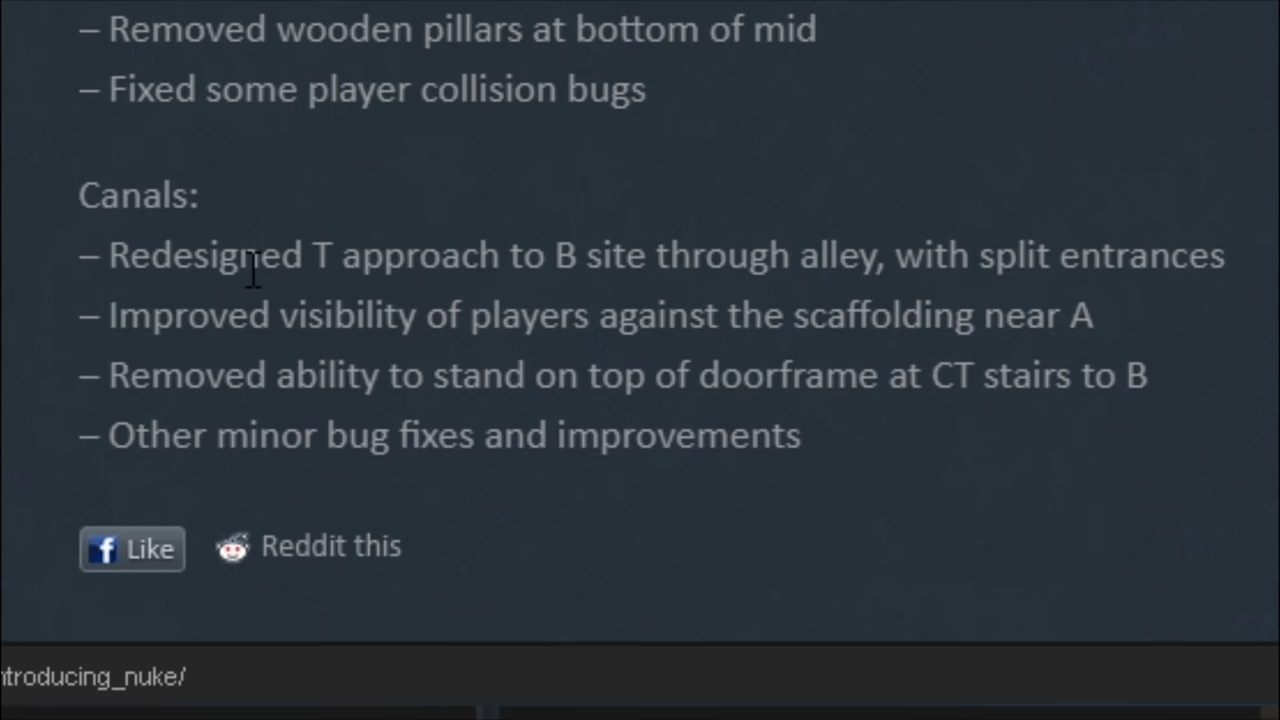 – Removed wooden pillars at bottom of mid
– Fixed some player collision bugs
Canals:
– Redesigned T approach to B site through alley, with split entrances
– Improved visibility of players against the scaffolding near A
– Removed ability to stand on top of doorframe at CT stairs to B
– Other minor bug fixes and improvements
f Like Reddit this
ntroducing_nuke/